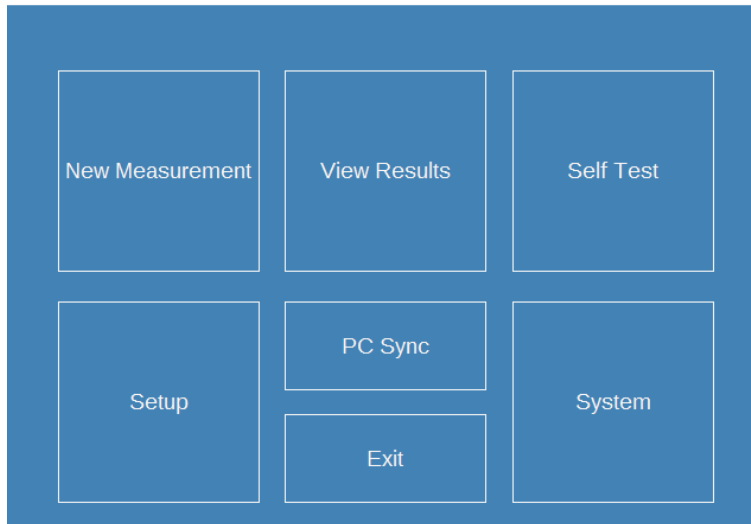 New Measurement
View Results
Self Test
Setup
PC Sync
Exit
System